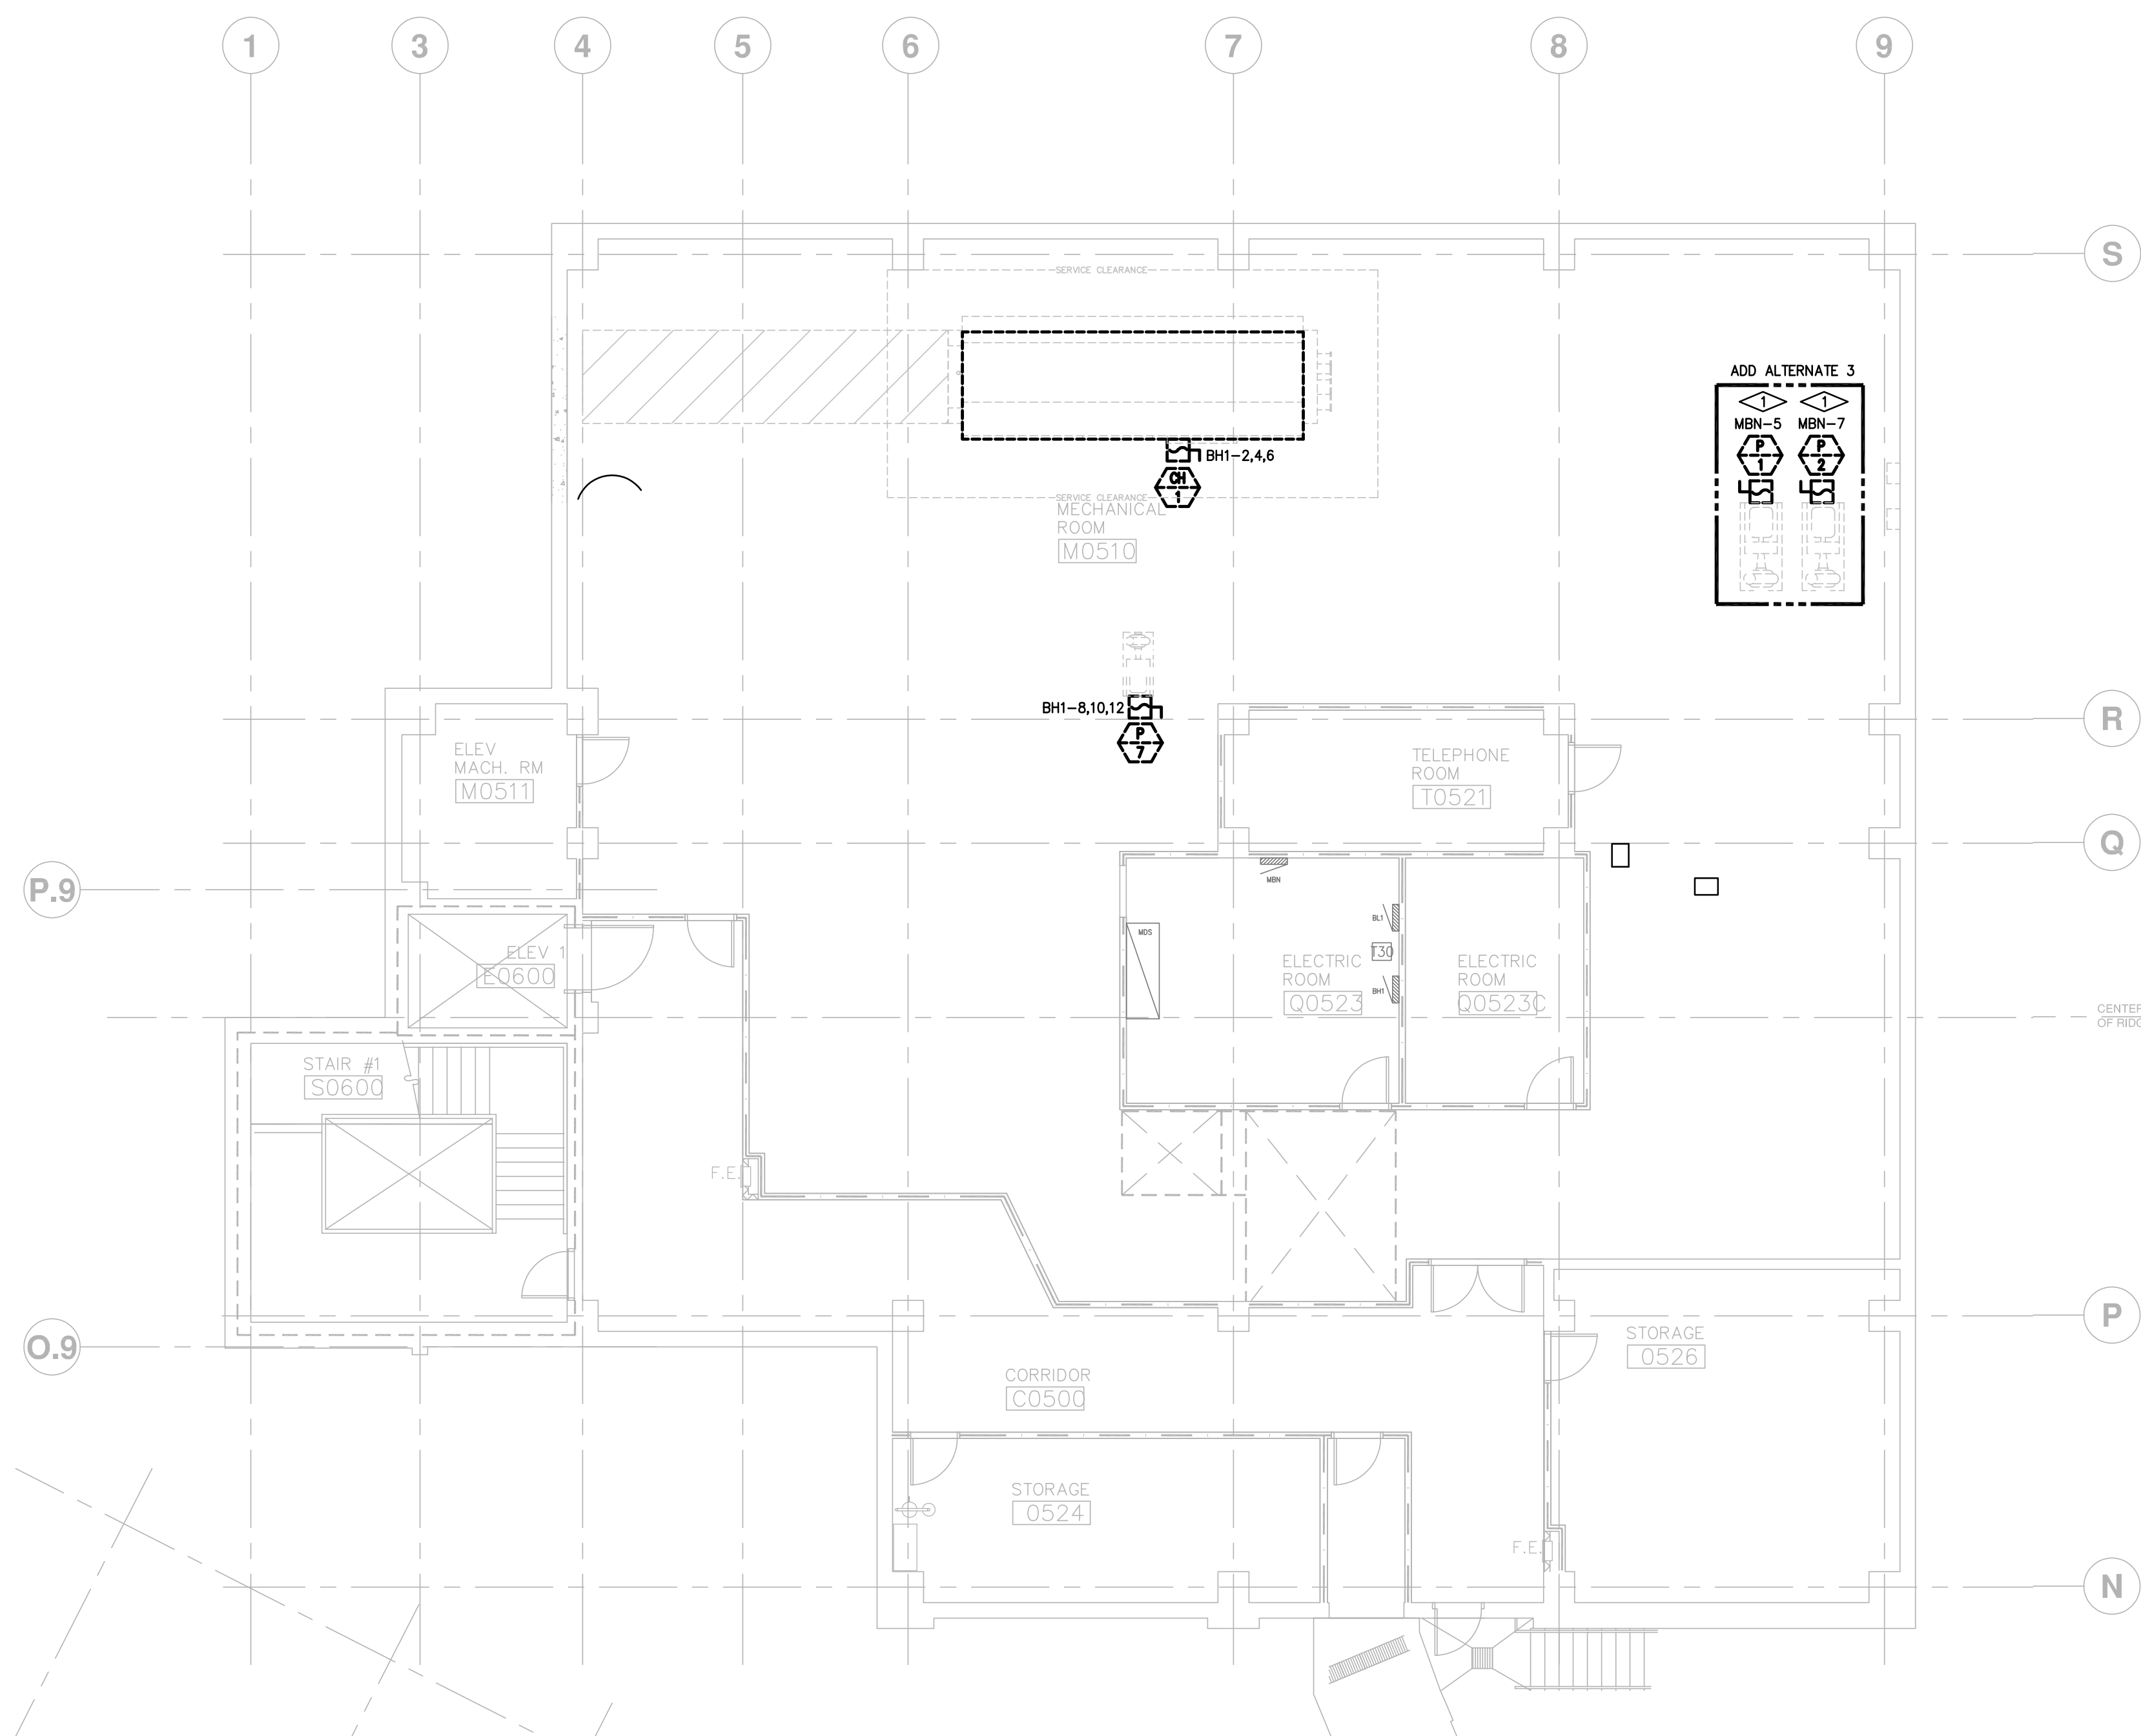 1 3 4 5 6 7 8 9
S
SERVICE CLEARANCE
ADD ALTERNATE 3
1 1
MBN-5 MBN-7
P
1
P
2
BH1-2,4,6
CH
1
SERVICE CLEARANCE
MECHANICAL
ROOM
M0510
BH1-8,10,12
P
7
R
ELEV
MACH. RM
M0511
TELEPHONE
ROOM
T0521
Q
P.9
MBN
BL1
MDS
T30
BH1
ELEV 1
E0600
ELECTRIC
ROOM
Q0523
ELECTRIC
ROOM
Q0523C
CENTER
OF RIDG
STAIR #1
S0600
F.E.
P
O.9
STORAGE
0526
CORRIDOR
C0500
STORAGE
0524
F.E.
N